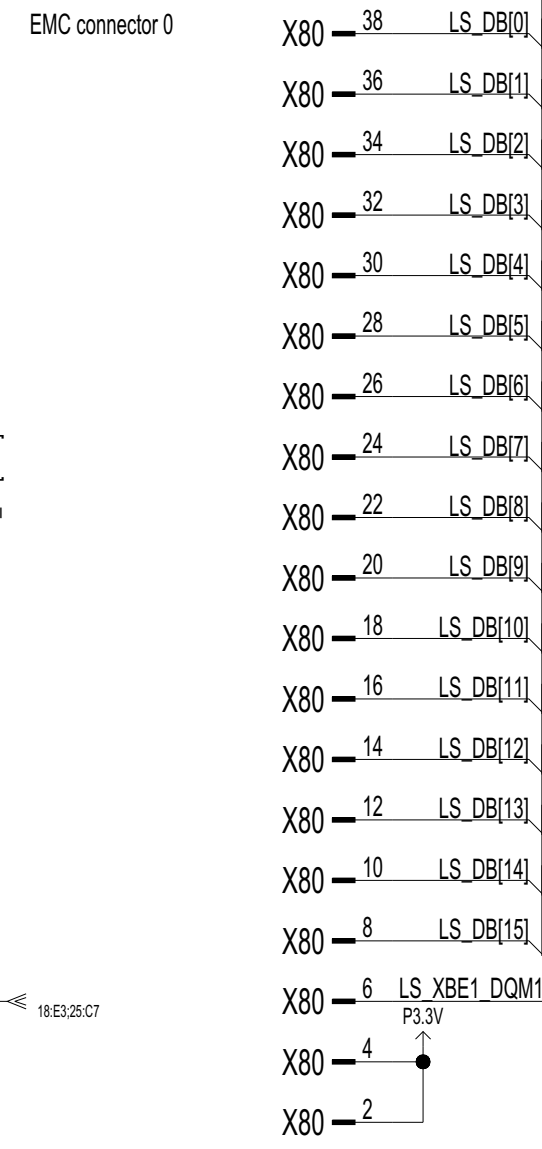 EMC connector 0
X80 38 LS_DB[0]
X80 36 LS_DB[1]
X80 34 LS_DB[2]
X80 32 LS_DB[3]
X80 30 LS_DB[4]
X80 28 LS_DB[5]
X80 26 LS_DB[6]
X80 24 LS_DB[7]
X80 22 LS_DB[8]
X80 20 LS_DB[9]
X80 18 LS_DB[10]
X80 16 LS_DB[11]
X80 14 LS_DB[12]
X80 12 LS_DB[13]
X80 10 LS_DB[14]
X80 8 LS_DB[15]
18:E3;25:C7
X80 6 LS_XBE1_DQM1
P3.3V
X80 4
X80 2